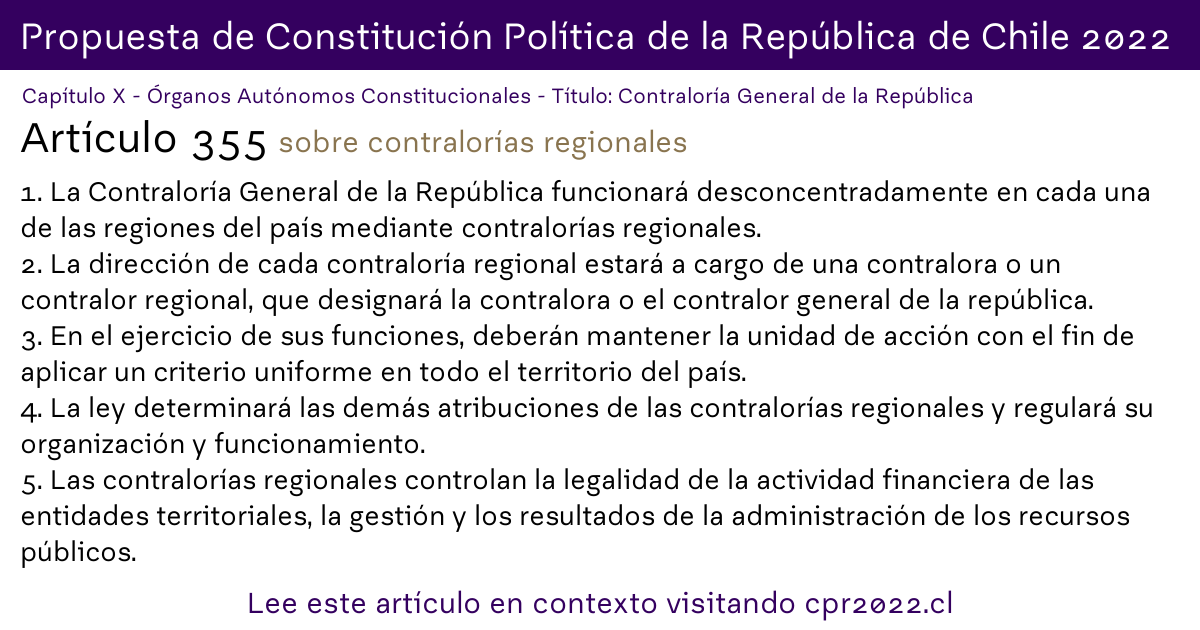 Propuesta de Constitución Política de la República de Chile 2022
Capítulo X - Órganos Autónomos Constitucionales - Título: Contraloría General de la República
Artículo 355 sobre contralorías regionales
1. La Contraloría General de la República funcionará desconcentradamente en cada una
de las regiones del país mediante contralorías regionales.
2. La dirección de cada contraloría regional estará a cargo de una contralora o un
contralor regional, que designará la contralora o el contralor general de la república.
3. En el ejercicio de sus funciones, deberán mantener la unidad de acción con el fin de
aplicar un criterio uniforme en todo el territorio del país.
4. La ley determinará las demás atribuciones de las contralorías regionales y regulará su
organización y funcionamiento.
5. Las contralorías regionales controlan la legalidad de la actividad financiera de las
entidades territoriales, la gestión y los resultados de la administración de los recursos
públicos.
Lee este artículo en contexto visitando cpr2022.cl